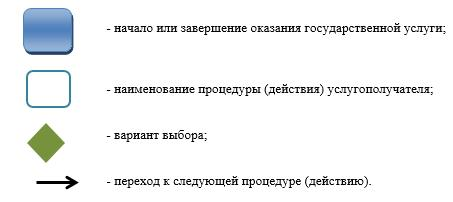 - начало или завершение оказания государственной услуги;
- наименование процедуры (действия) услугополучателя;
- вариант выбора;
- переход к следующей процедуре (действию).